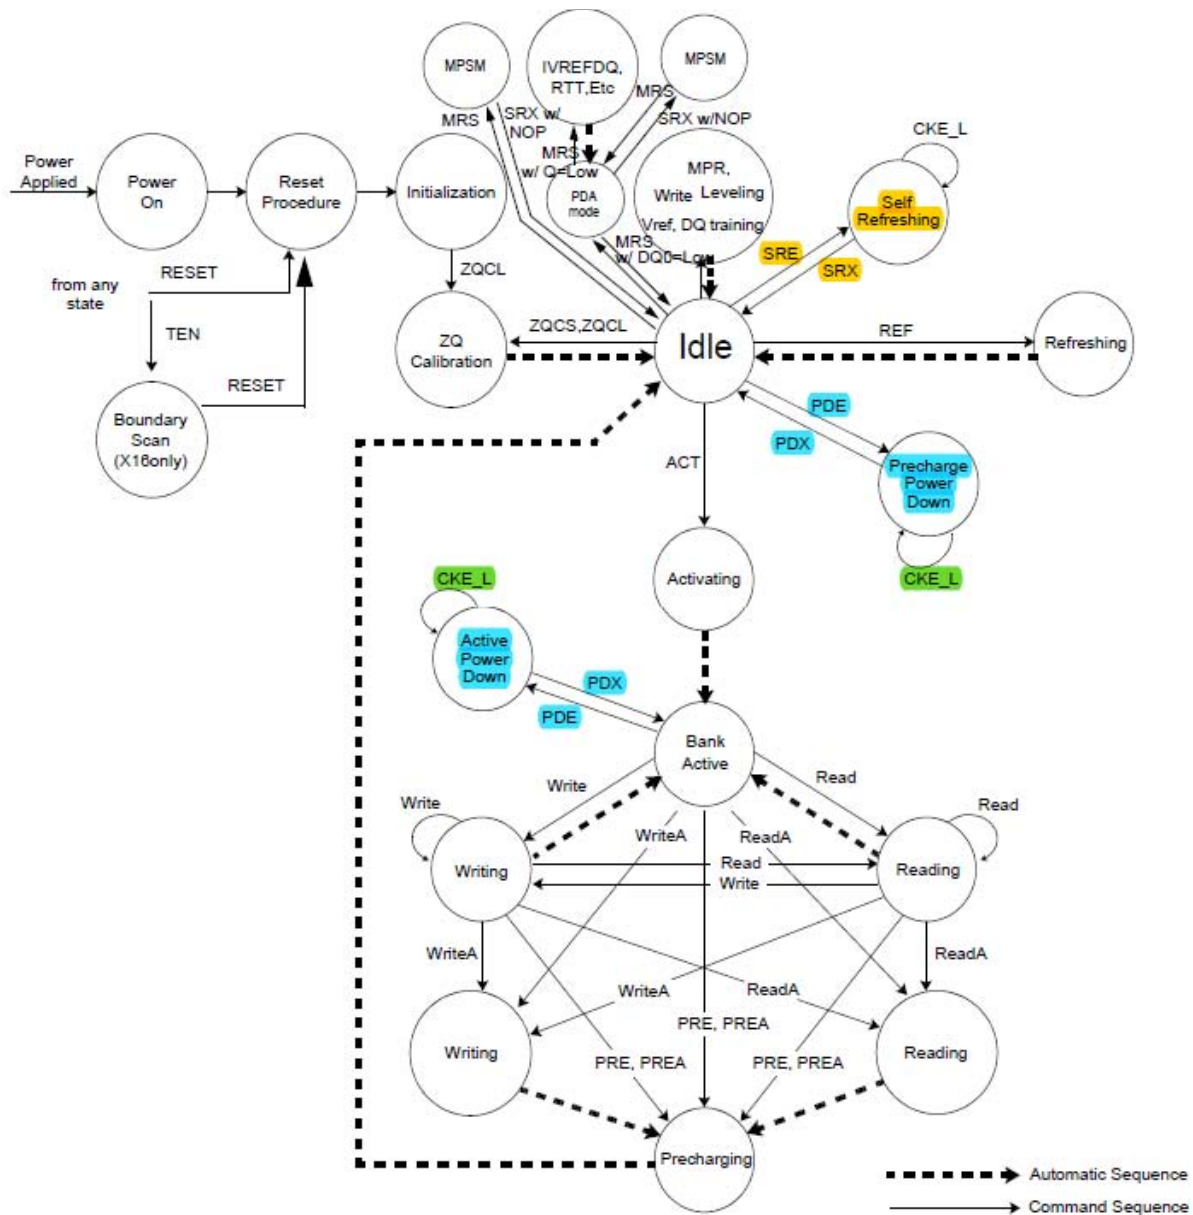 MPSM
IVREFDQ,
RTT,Etc
MPSM
MRS
SRX w/
NOP
MRS
SRX w/NOP
MRS
w/ Q=Low
PDA
mode
MPR,
Write Leveling
Vref, DQ training
MRS
w/ DQ0=Low
CKE_L
Self
Refreshing
SRE
SRX
Power
Applied
Power
On
Reset
Procedure
Initialization
RESET
from any
state
ZQCL
TEN
RESET
Boundary
Scan
(X16only)
ZQ
Calibration
ZQCS,ZQCL
Idle
REF
Refreshing
PDE
PDX
Precharge
Power
Down
CKE_L
ACT
Activating
CKE_L
Active
Power
Down
PDX
PDE
Bank
Active
Write
Read
Write
Read
WriteA
ReadA
Writing
Read
Write
Reading
WriteA
ReadA
WriteA
ReadA
PRE, PREA
Writing
Reading
PRE, PREA
PRE, PREA
Precharging
Automatic Sequence
Command Sequence